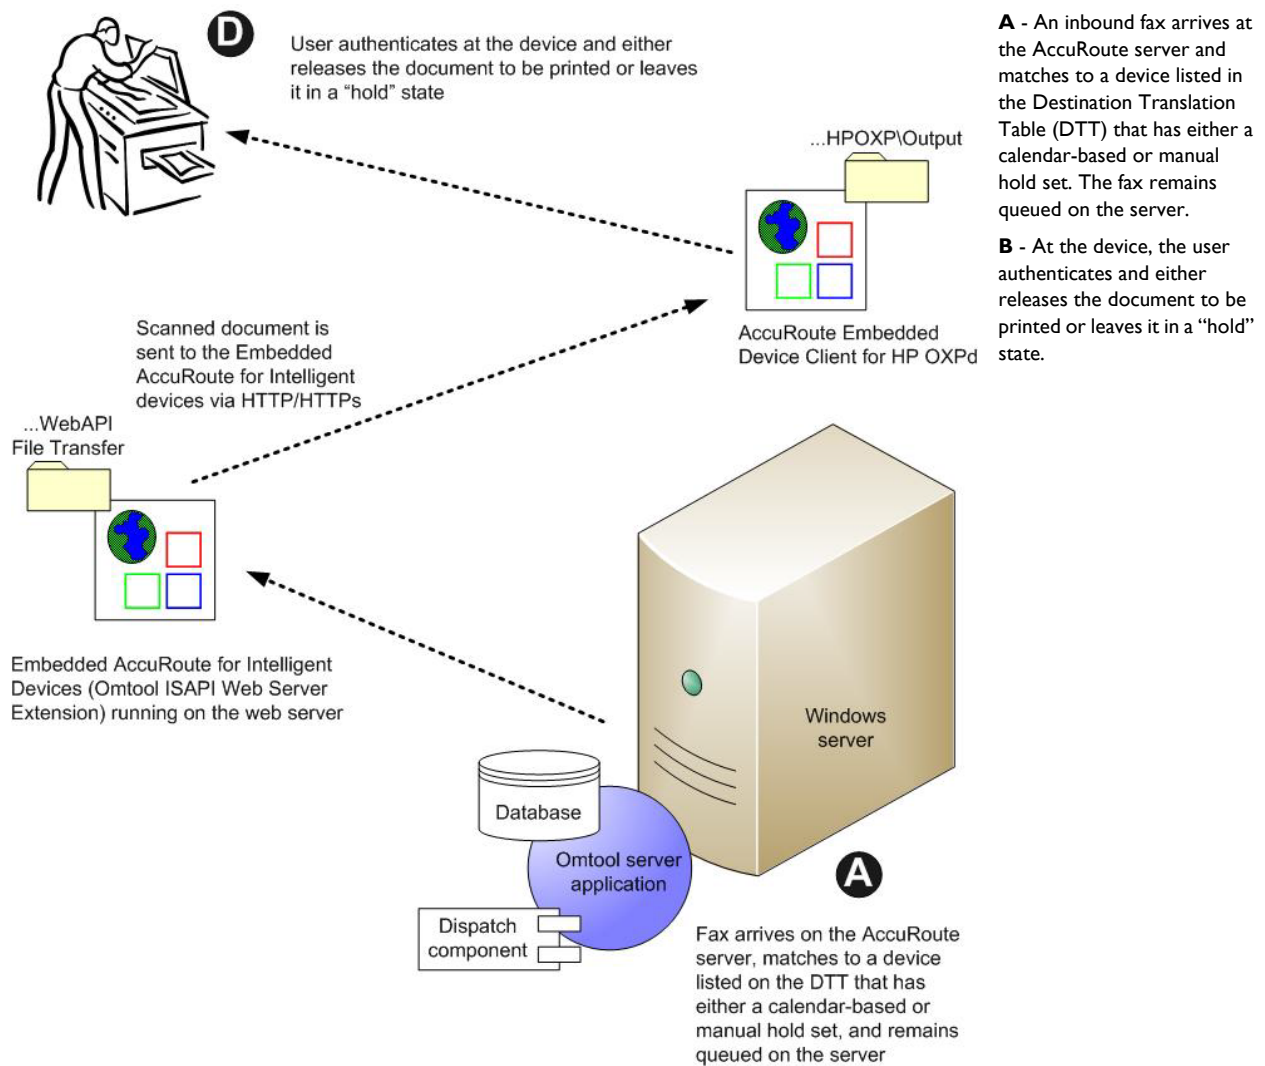 D
User authenticates at the device and either
releases the document to be printed or leaves
it in a “hold” state
...HPOXP\Output
AccuRoute Embedded
Device Client for HP OXPd
Scanned document is
sent to the Embedded
AccuRoute for Intelligent
devices via HTTP/HTTPs
...WebAPI
File Transfer
Embedded AccuRoute for Intelligent
Devices (Omtool ISAPI Web Server
Extension) running on the web server
Windows
server
Database
Omtool server
application
Dispatch
component
A
Fax arrives on the AccuRoute
server, matches to a device
listed on the DTT that has
either a calendar-based or
manual hold set, and remains
queued on the server
A - An inbound fax arrives at
the AccuRoute server and
matches to a device listed in
the Destination Translation
Table (DTT) that has either a
calendar-based or manual
hold set. The fax remains
queued on the server.
B - At the device, the user
authenticates and either
releases the document to be
printed or leaves it in a “hold”
state.